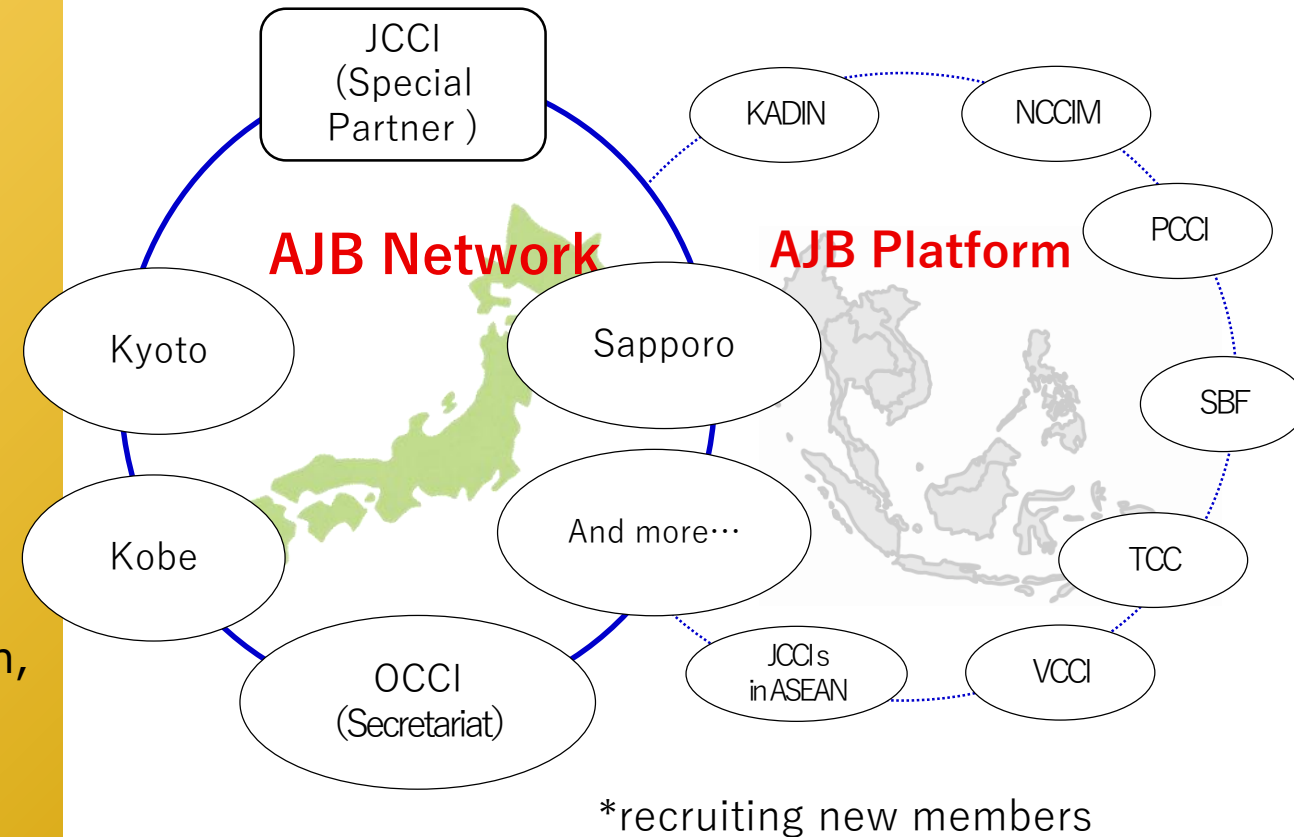 JCCI
(Special
Partner )
KADIN
NCCIM
PCCI
AJB Network
AJB Platform
Kyoto
Sapporo
SBF
And more…
Kobe
TCC
n,
JCCI s
in ASEAN
VCCI
OCCI
(Secretariat)
*recruiting new members